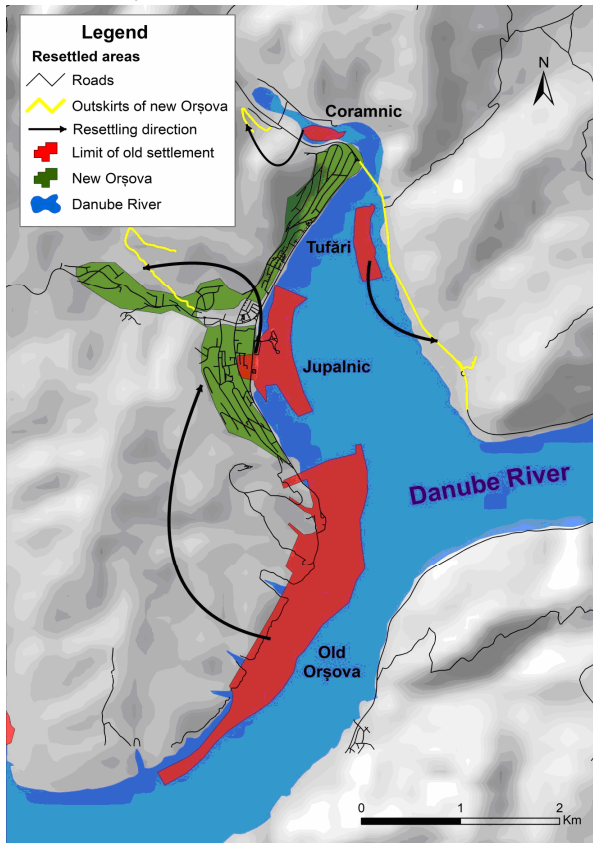 Legend
Resettled areas
Roads
Outskirts of new Orșova
Resettling direction
Limit of old settlement
New Orșova
Danube River
N
Coramnic
Tufări
Jupalnic
Danube River
Old
Orșova
0 1 2
Km